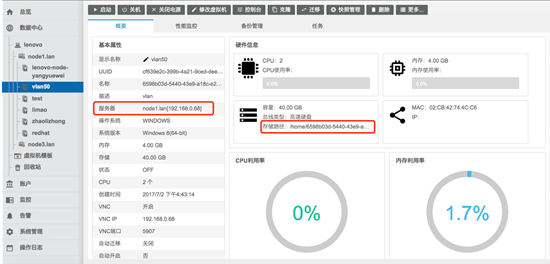 启动 关机 关闭电源 修改虚拟机 控制台 克隆 迁移 快照管理 删除 更多...
总览
数据中心
lenovo
node1.lan
lenovo-node-
yangyuewei
vlan50
test
limao
zhaolizhong
redhat
node3.lan
虚拟机模板
回收站
账户
监控
告警
系统管理
操作日志
概要 性能监控 备份管理 任务
基本属性
显示名称 vlan50
UUID cf639e2c-399b-4a21-9ced-dee...
名称 6598b03d-5440-43e9-a18c-e2...
描述 vlan
服务器 node1.lan[192.168.0.68]
操作系统 WINDOWS
系统版本 Windows 8(64-bit)
内存 4.00 GB
存储 40.00 GB
状态 OFF
CPU 2 个
创建时间 2017/7/2 下午4:43:14
VNC 开启
VNC IP 192.168.0.68
VNC端口 5907
自动迁移 关闭
自动开启 否
硬件信息
CPU: 2
CPU使用率:
0.0%
内存: 4.00 GB
内存使用率:
0.0%
容量: 40.00 GB
总线类型: 高速硬盘
存储路径: /home/6598b03d-5440-43e9-a...
MAC: 02:CB:42:74:4C:C6
IP:
CPU利用率
0%
内存利用率
1.7%